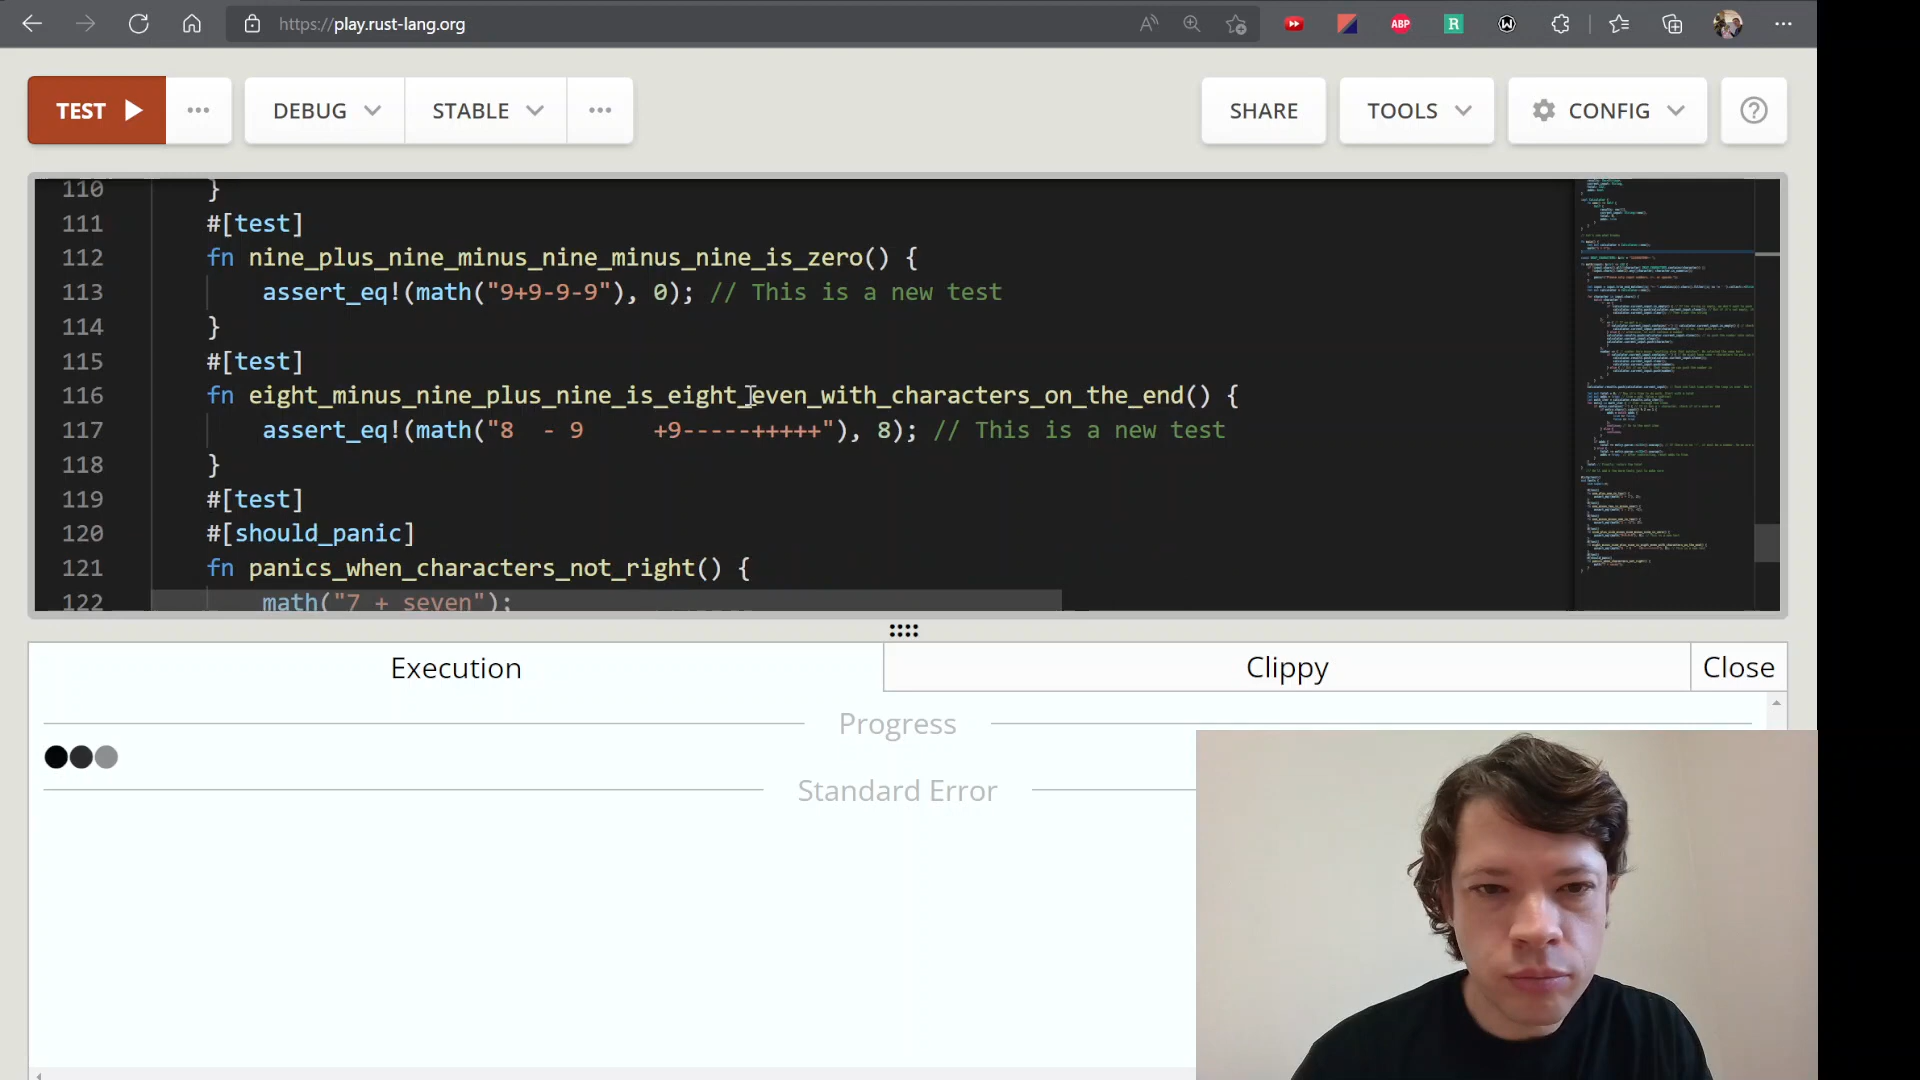 https://play.rust-lang.org
A
ABP
R
TEST
DEBUG
STABLE
SHARE
TOOLS
CONFIG
?
110 }
111 #[test]
112 fn nine_plus_nine_minus_nine_minus_nine_is_zero() {
113 assert_eq!(math("9+9-9-9"), 0); // This is a new test
114 }
115 #[test]
116 fn eight_minus_nine_plus_nine_is_eight_even_with_characters_on_the_end() {
117 assert_eq!(math("8  - 9     +9-----+++++"), 8); // This is a new test
118 }
119 #[test]
120 #[should_panic]
121 fn panics_when_characters_not_right() {
122 math("7 + seven");
Execution
Clippy
Close
Progress
Standard Error